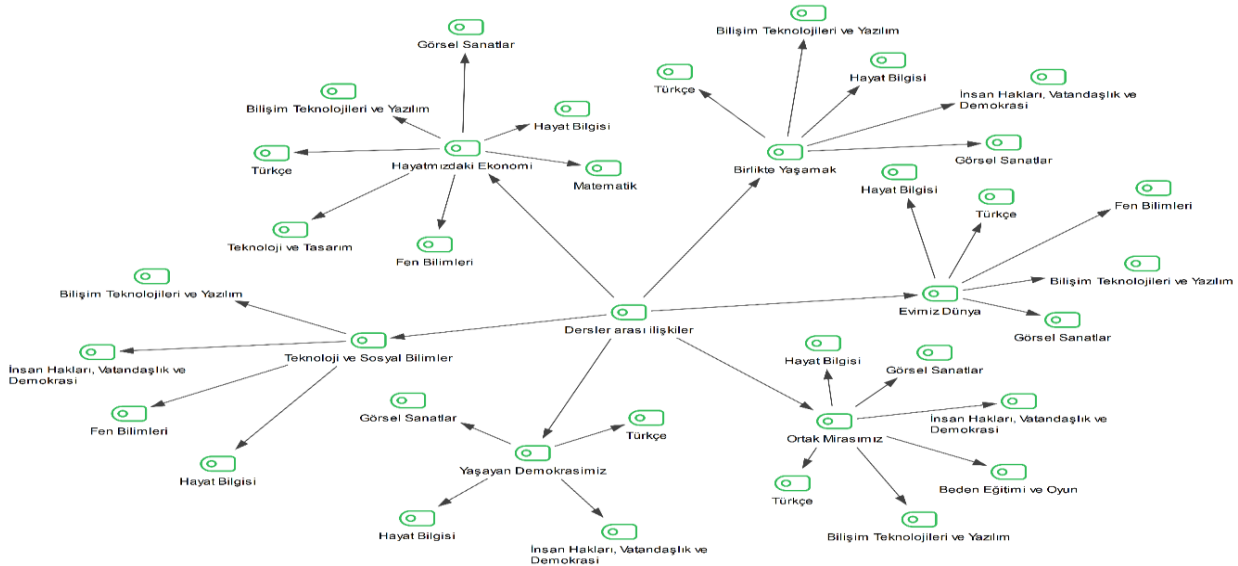 Görsel Sanatlar
Bilişim Teknolojileri ve Yazılım
Hayat Bilgisi
Türkçe
Hayatmızdaki Ekonomi
Matematik
Teknoloji ve Tasarım
Fen Bilimleri
Bilişim Teknolojileri ve Yazılım
Hayat Bilgisi
Türkçe
İnsan Hakları, Vatandaşlık ve
Demokrasi
Görsel Sanatlar
Birlikte Yaşamak
Hayat Bilgisi
Türkçe
Fen Bilimleri
Bilişim Teknolojileri ve Yazılım
Evimiz Dünya
Görsel Sanatlar
Dersler arası ilişkiler
Bilişim Teknolojileri ve Yazılım
Teknoloji ve Sosyal Bilimler
İnsan Hakları, Vatandaşlık ve
Demokrasi
Fen Bilimleri
Hayat Bilgisi
Görsel Sanatlar
Türkçe
Yaşayan Demokrasimiz
Hayat Bilgisi
İnsan Hakları, Vatandaşlık ve
Demokrasi
Hayat Bilgisi
Görsel Sanatlar
İnsan Hakları, Vatandaşlık ve
Demokrasi
Ortak Mirasımız
Türkçe
Beden Eğitimi ve Oyun
Bilişim Teknolojileri ve Yazılım